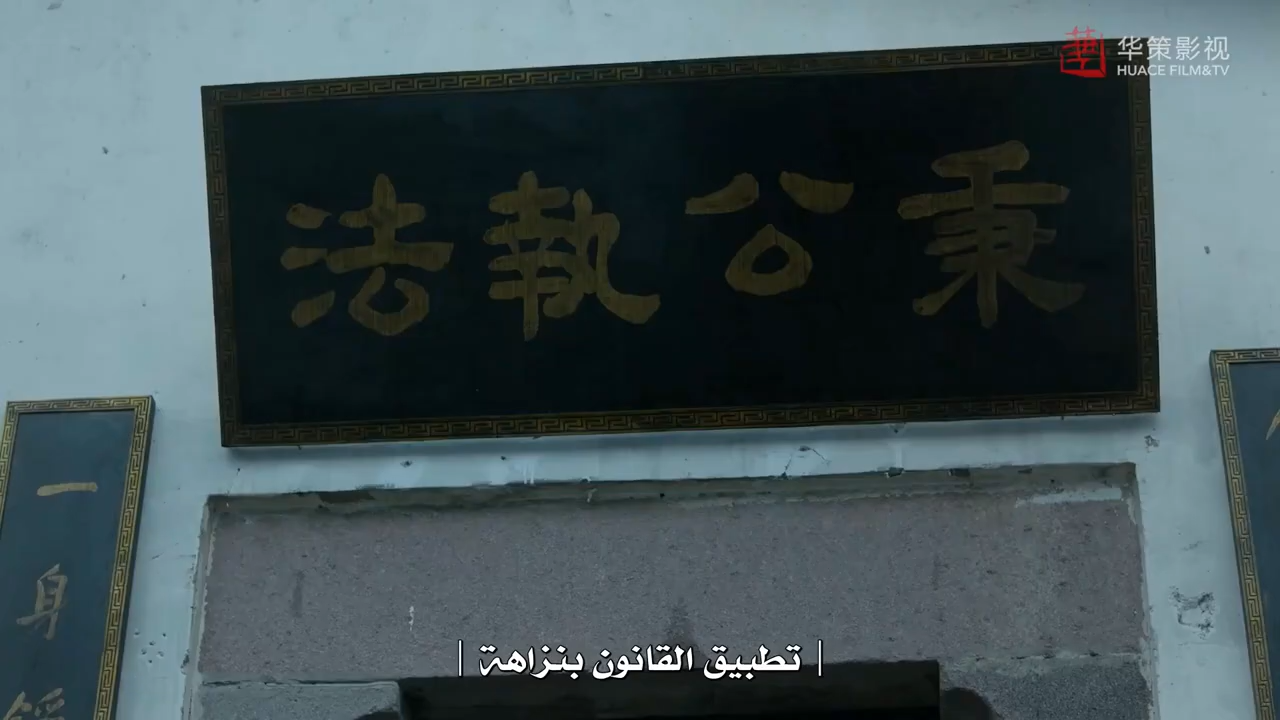 华策影视
HUACE FILM&TV
秉公執法
一身
| تطبيق القانون بنزاهة |